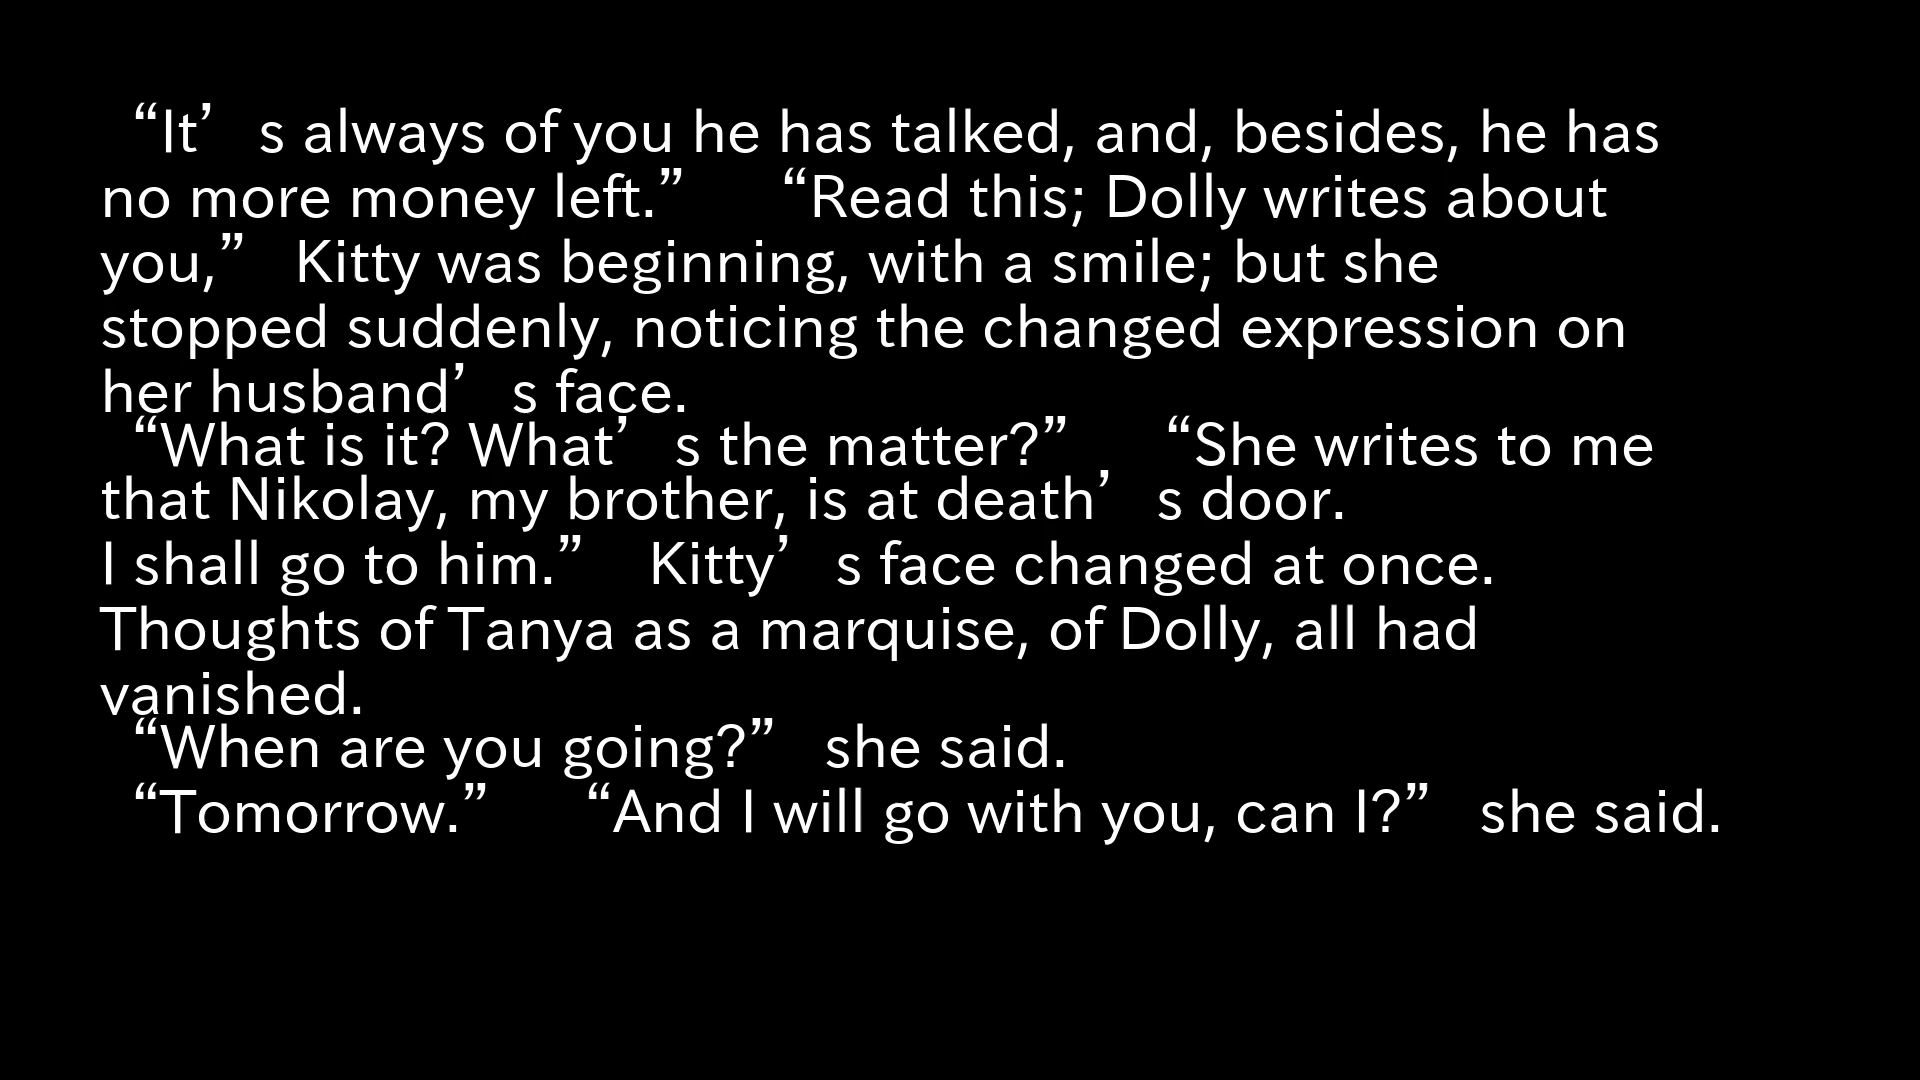 “It’s always of you he has talked, and, besides, he has
no more money left.” “Read this; Dolly writes about
you,” Kitty was beginning, with a smile; but she
stopped suddenly, noticing the changed expression on
her husband’s face.
“What is it? What’s the matter?” “She writes to me
that Nikolay, my brother, is at death’s door.
I shall go to him.” Kitty’s face changed at once.
Thoughts of Tanya as a marquise, of Dolly, all had
vanished.
“When are you going?” she said.
“Tomorrow.” “And I will go with you, can I?” she said.